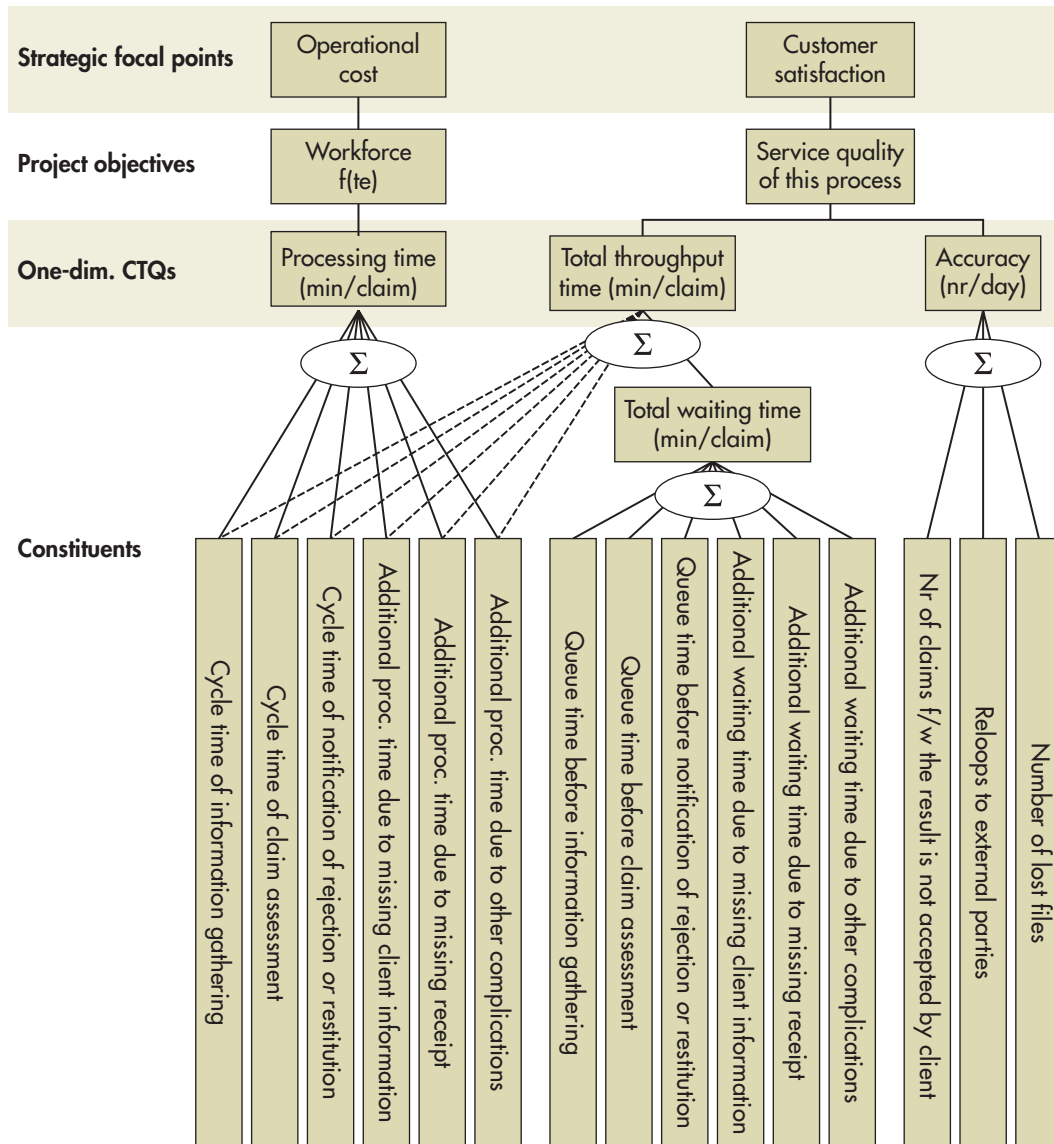 Strategic focal points
Operational
cost
Customer
satisfaction
Project objectives
Workforce
f(te)
Service quality
of this process
One-dim. CTQs
Processing time
(min/claim)
Total throughput
time (min/claim)
Accuracy
(nr/day)
Σ
Σ
Σ
Total waiting time
(min/claim)
Σ
Constituents
Cycle time of information gathering
Cycle time of claim assessment
Cycle time of notification of rejection or restitution
Additional proc. time due to missing client information
Additional proc. time due to missing receipt
Additional proc. time due to other complications
Queue time before information gathering
Queue time before claim assessment
Queue time before notification of rejection or restitution
Additional waiting time due to missing client information
Additional waiting time due to missing receipt
Additional waiting time due to other complications
Nr of claims f/w the result is not accepted by client
Reloops to external parties
Number of lost files